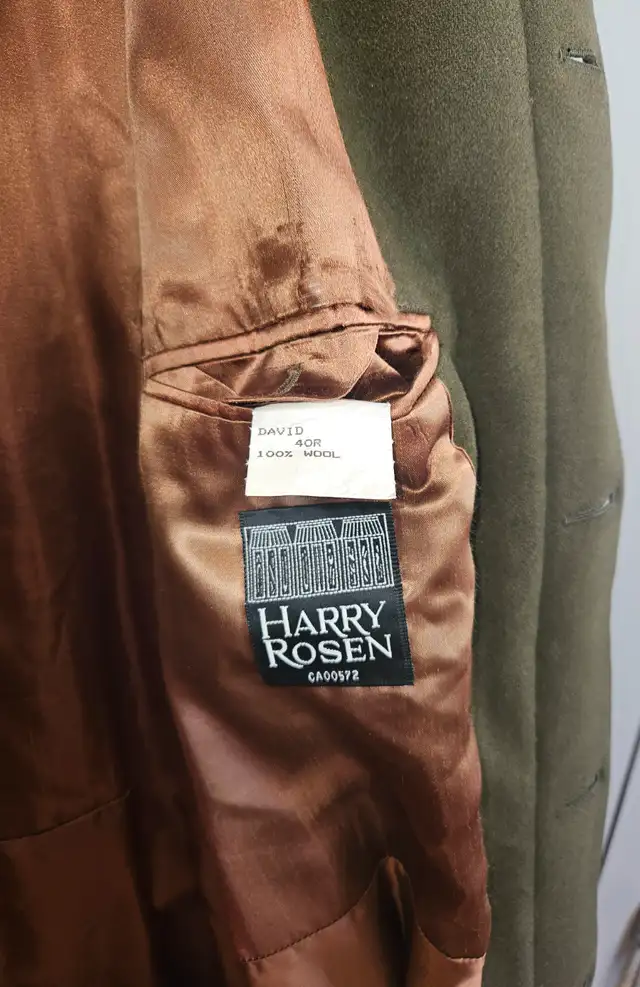 DAVID
40R
100% WOOL
HARRY
ROSEN
CA00572